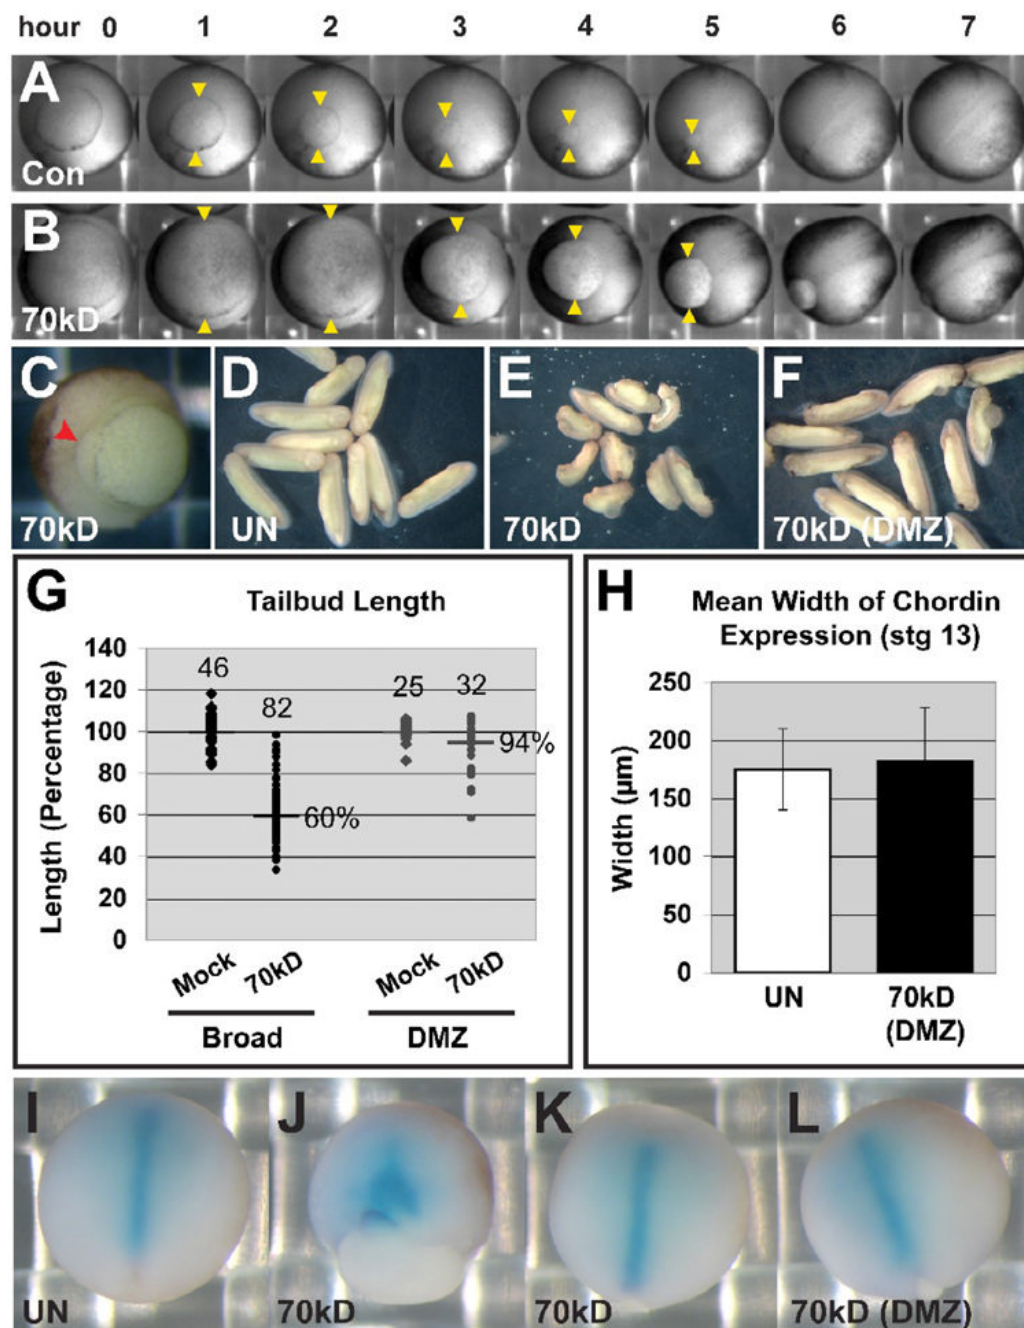 hour 0 1 2 3 4 5 6 7
A
Con
B
70kD
C
70kD
D
UN
E
70kD
F
70kD (DMZ)
G
Tailbud Length
Length (Percentage)
140
120
100
80
60
40
20
0
46
82
25
32
60%
94%
Mock
70kD
Mock
70kD
Broad
DMZ
H
Mean Width of Chordin
Expression (stg 13)
Width (µm)
250
200
150
100
50
0
UN
70kD
(DMZ)
I
UN
J
70kD
K
70kD
L
70kD (DMZ)